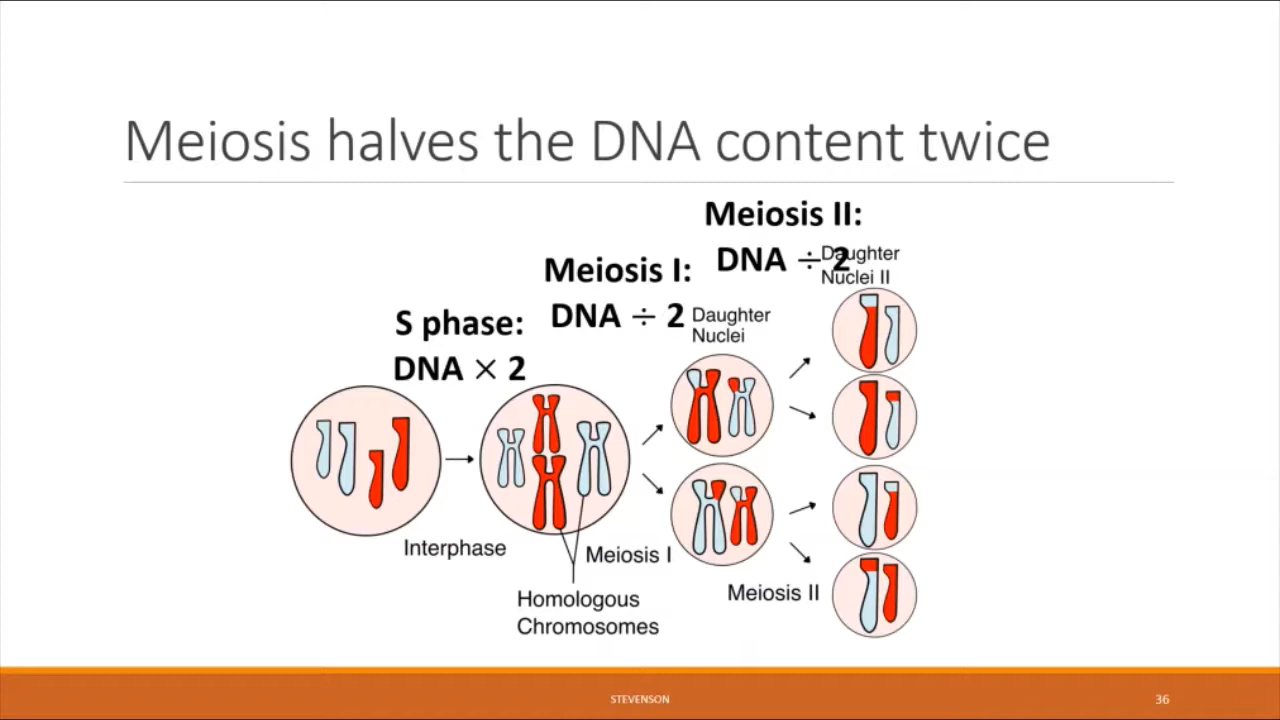 Meiosis halves the DNA content twice
Meiosis II:
DNA ÷ 2
Daughter
Nuclei II
Meiosis I:
DNA ÷ 2
Daughter
Nuclei
S phase:
DNA × 2
Interphase
Meiosis I
Homologous
Chromosomes
Meiosis II
STEVENSON
36